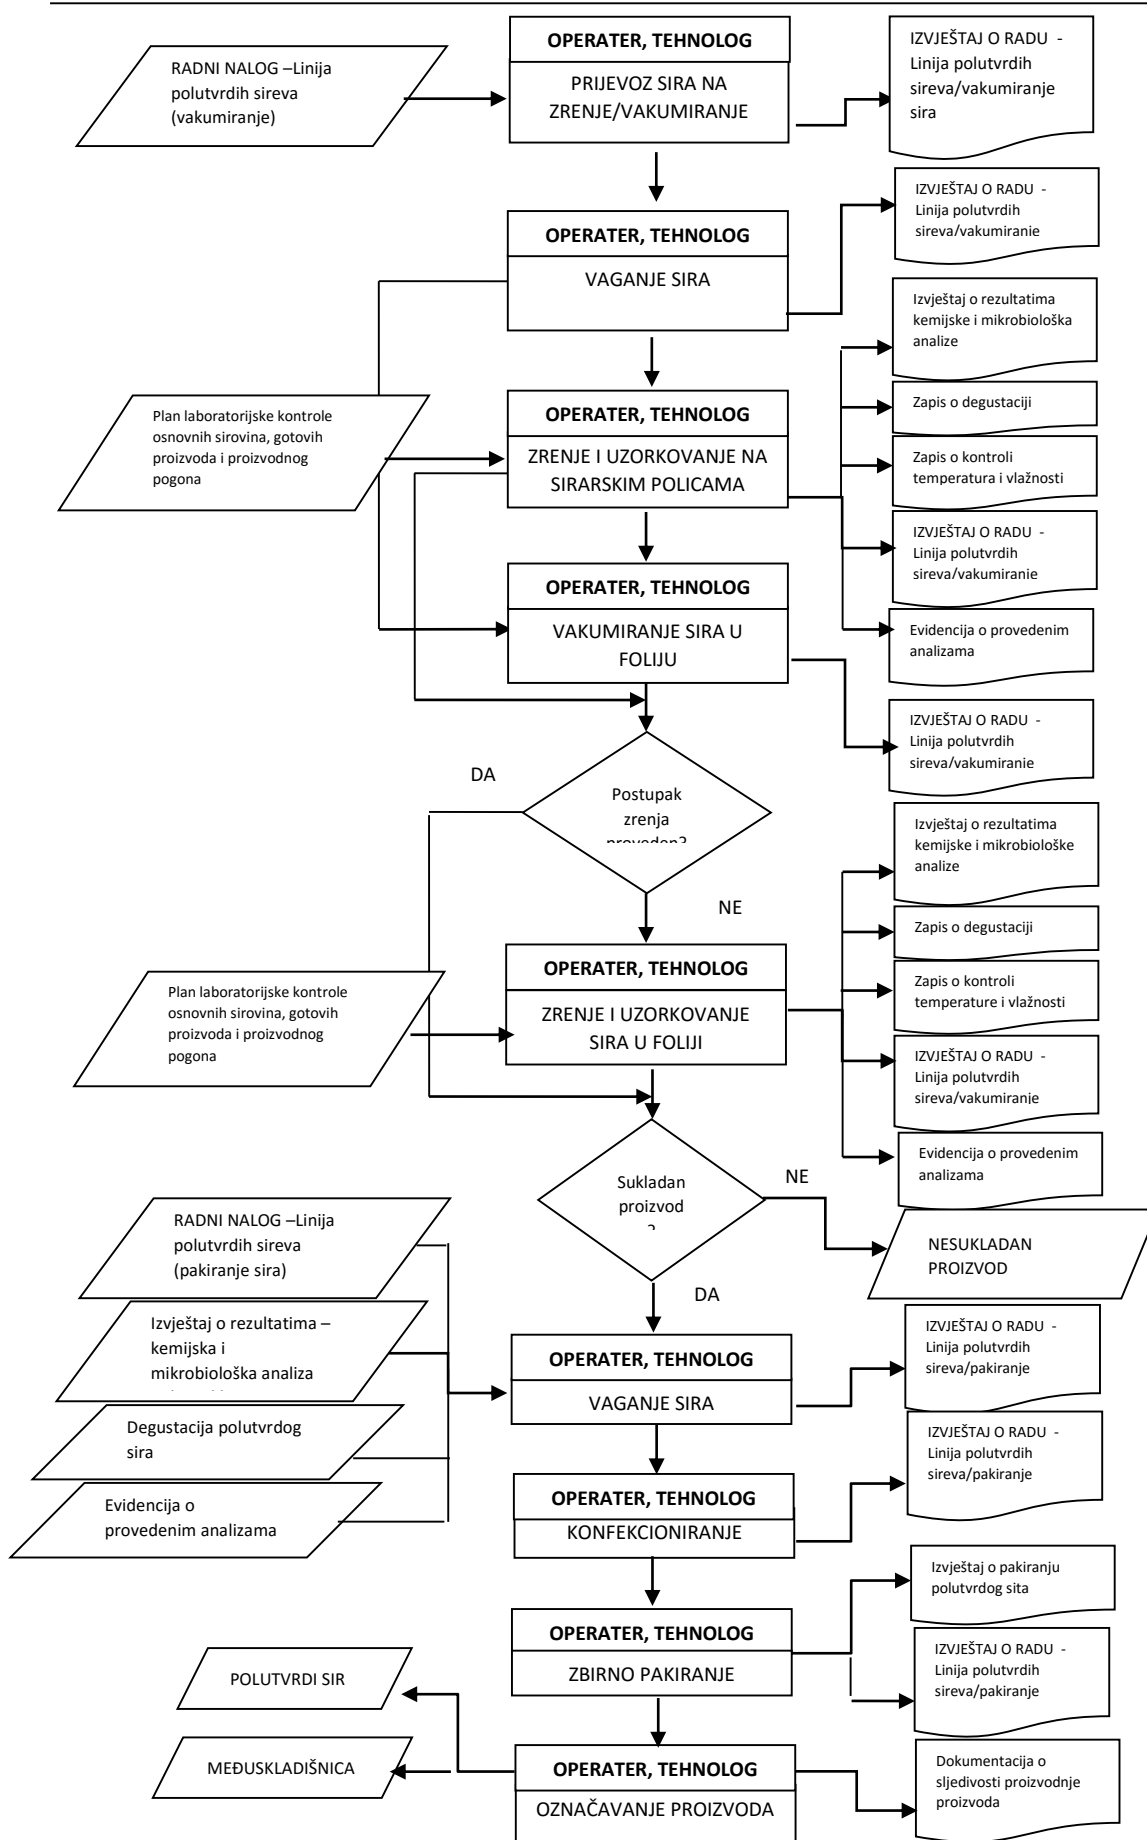 OPERATER, TEHNOLOG
PRIJEVOZ SIRA NA
ZRENJE/VAKUMIRANJE
RADNI NALOG –Linija
polutvrdih sireva
(vakumiranje)
IZVJEŠTAJ O RADU -
Linija polutvrdih
sireva/vakumiranje
sira
OPERATER, TEHNOLOG
VAGANJE SIRA
IZVJEŠTAJ O RADU -
Linija polutvrdih
sireva/vakumiranje
Izvještaj o rezultatima
kemijske i mikrobiološka
analize
OPERATER, TEHNOLOG
ZRENJE I UZORKOVANJE NA
SIRARSKIM POLICAMA
Plan laboratorijske kontrole
osnovnih sirovina, gotovih
proizvoda i proizvodnog
pogona
Zapis o degustaciji
Zapis o kontroli
temperatura i vlažnosti
IZVJEŠTAJ O RADU -
Linija polutvrdih
sireva/vakumiranje
OPERATER, TEHNOLOG
VAKUMIRANJE SIRA U
FOLIJU
Evidencija o provedenim
analizama
IZVJEŠTAJ O RADU -
Linija polutvrdih
sireva/vakumiranje
DA
Postupak
zrenja
proveden?
NE
Izvještaj o rezultatima
kemijske i mikrobiološke
analize
Zapis o degustaciji
OPERATER, TEHNOLOG
ZRENJE I UZORKOVANJE
SIRA U FOLIJI
Plan laboratorijske kontrole
osnovnih sirovina, gotovih
proizvoda i proizvodnog
pogona
Zapis o kontroli
temperature i vlažnosti
IZVJEŠTAJ O RADU -
Linija polutvrdih
sireva/vakumiranje
Evidencija o provedenim
analizama
Sukladan
proizvod
?
NE
NESUKLADAN
PROIZVOD
DA
RADNI NALOG –Linija
polutvrdih sireva
(pakiranje sira)
Izvještaj o rezultatima –
kemijska i
mikrobiološka analiza
Degustacija polutvrdog
sira
Evidencija o
provedenim analizama
OPERATER, TEHNOLOG
VAGANJE SIRA
IZVJEŠTAJ O RADU -
Linija polutvrdih
sireva/pakiranje
OPERATER, TEHNOLOG
KONFEKCIONIRANJE
IZVJEŠTAJ O RADU -
Linija polutvrdih
sireva/pakiranje
OPERATER, TEHNOLOG
ZBIRNO PAKIRANJE
Izvještaj o pakiranju
polutvrdog sita
IZVJEŠTAJ O RADU -
Linija polutvrdih
sireva/pakiranje
POLUTVRDI SIR
MEĐUSKLADIŠNICA
OPERATER, TEHNOLOG
OZNAČAVANJE PROIZVODA
Dokumentacija o
sljedivosti proizvodnje
proizvoda